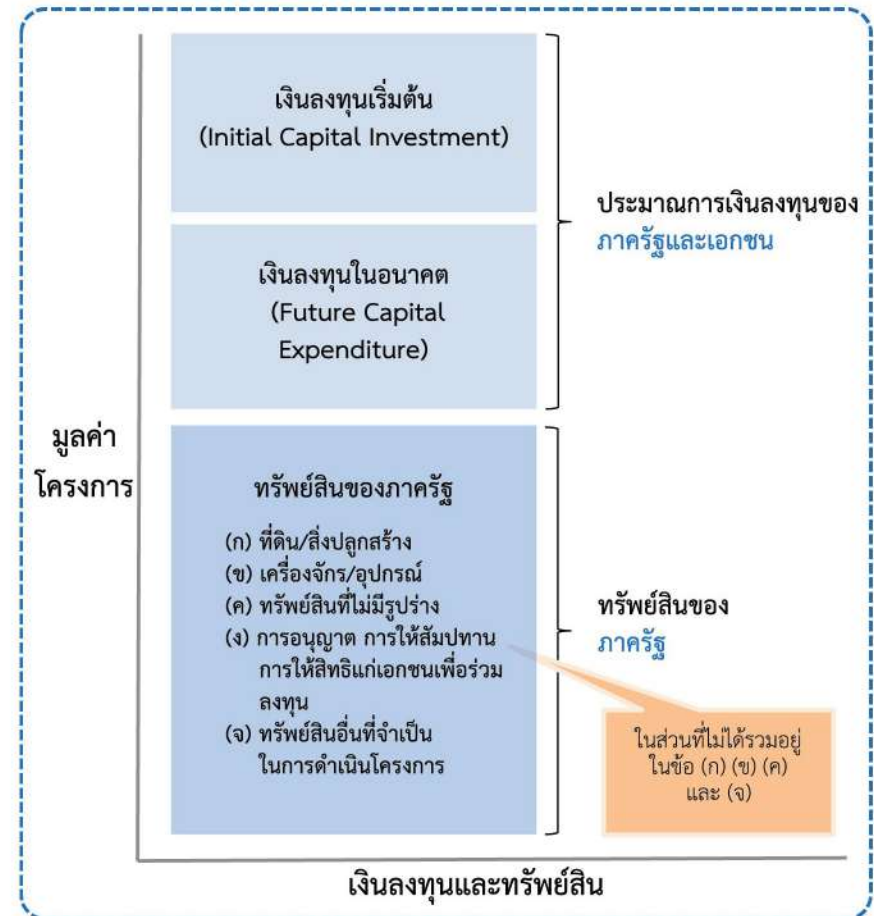 เงินลงทุนเริ่มต้น
(Initial Capital Investment)
เงินลงทุนในอนาคต
(Future Capital
Expenditure)
ประมาณการเงินลงทุนของ
ภาครัฐและเอกชน
มูลค่า
โครงการ
ทรัพย์สินของภาครัฐ
(ก) ที่ดิน/สิ่งปลูกสร้าง
(ข) เครื่องจักร/อุปกรณ์
(ค) ทรัพย์สินที่ไม่มีรูปร่าง
(ง) การอนุญาต การให้สัมปทาน
การให้สิทธิแก่เอกชนเพื่อร่วม
ลงทุน
(จ) ทรัพย์สินอื่นที่จำเป็น
ในการดำเนินโครงการ
ทรัพย์สินของ
ภาครัฐ
ในส่วนที่ไม่ได้รวมอยู่
ในข้อ (ก) (ข) (ค)
และ (จ)
เงินลงทุนและทรัพย์สิน